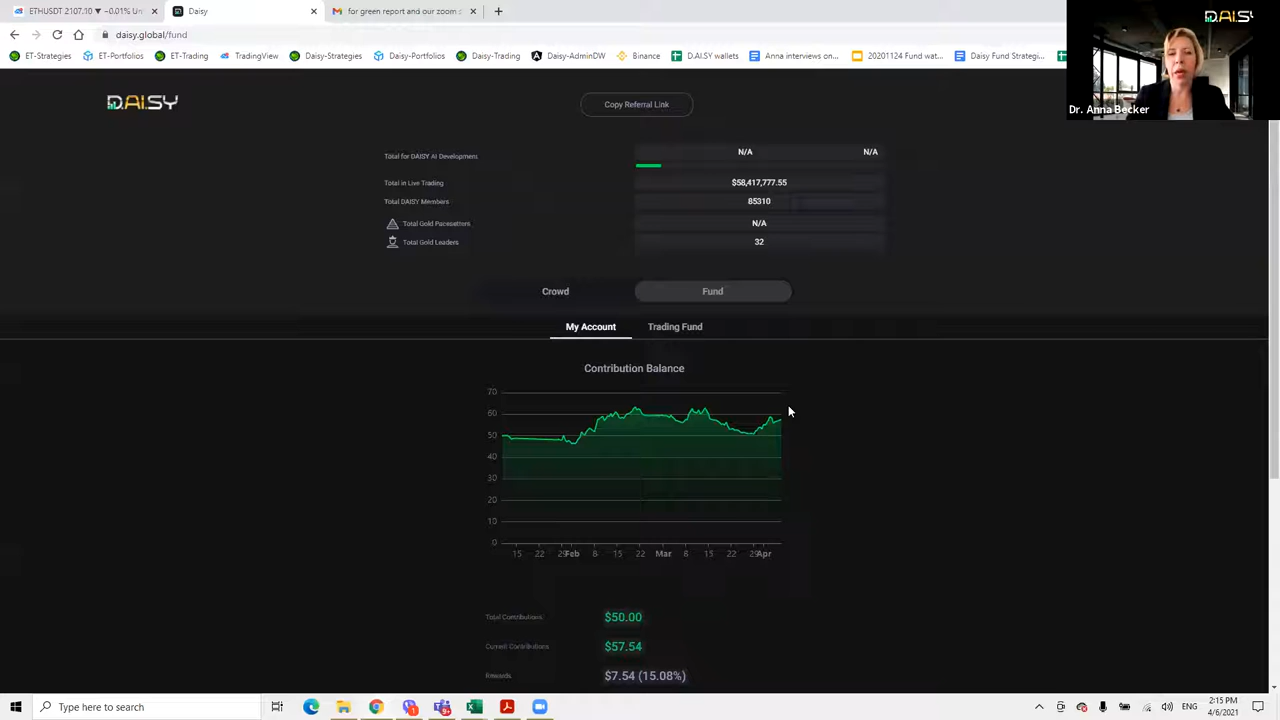 ETHUSDT 2107.13 ▼ −0.01% Un
Daisy
for green report and our zoom s
daisy.global/fund
ET-Strategies
ET-Portfolios
ET-Trading
TradingView
Daisy-Strategies
Daisy-Portfolios
Daisy-Trading
Daisy-AdminDW
Binance
D.AI.SY wallets
Anna interviews on...
20201124 Fund wat...
Daisy Fund Strategi...
D.AI.SY
Dr. Anna Becker
D.AI.SY
Copy Referral Link
Total for DAISY AI Development N/A N/A
Total in Live Trading $58,417,777.55
Total DAISY Members 85310
Total Gold Pacesetters N/A
Total Gold Leaders 32
Crowd Fund
My Account Trading Fund
Contribution Balance
70
60
50
40
30
20
10
0
15 22 29 Feb 8 15 22 Mar 8 15 22 29 Apr
Total Contributions $50.00
Current Contributions $57.54
Rewards $7.54 (15.08%)
Type here to search
ENG
2:15 PM
4/6/2021